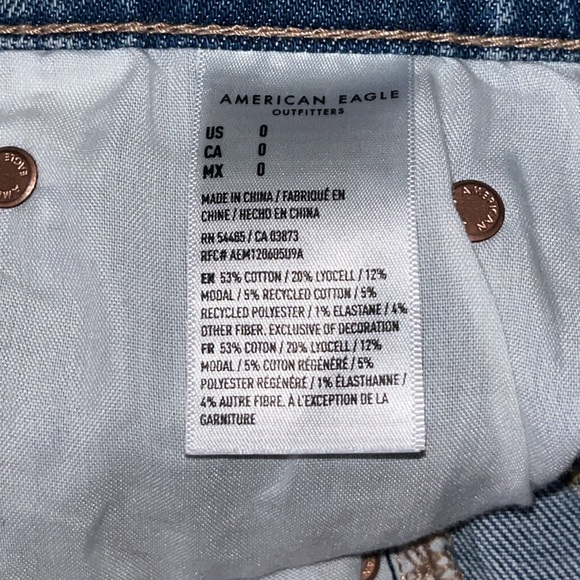 AMERICAN EAGLE
OUTFITTERS
US 0
CA 0
MX 0
MADE IN CHINA / FABRIQUÉ EN
CHINE / HECHO EN CHINA
RN 54485 / CA 03873
RFC# AEM120605U9A
EN 53% COTTON / 20% LYOCELL / 12%
MODAL / 5% RECYCLED COTTON / 5%
RECYCLED POLYESTER / 1% ELASTANE / 4%
OTHER FIBER. EXCLUSIVE OF DECORATION
FR 53% COTON / 20% LYOCELL / 12%
MODAL / 5% COTON RÉGÉNÉRÉ / 5%
POLYESTER RÉGÉNÉRÉ / 1% ÉLASTHANNE /
4% AUTRE FIBRE. À L'EXCEPTION DE LA
GARNITURE
AMERICAN
EAGLE